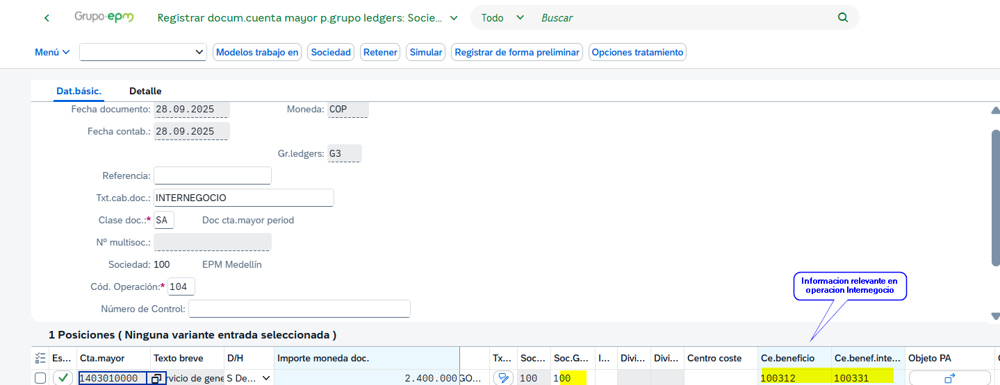 Grupo·epm Registrar docum.cuenta mayor p.grupo ledgers: Socie... Todo Buscar
Menú Modelos trabajo en Sociedad Retener Simular Registrar de forma preliminar Opciones tratamiento
Dat.básic. Detalle
Fecha documento: 28.09.2025 Moneda: COP
Fecha contab.: 28.09.2025
Gr.ledgers: G3
Referencia:
Txt.cab.doc.: INTERNEGOCIO
Clase doc.:* SA Doc cta.mayor period
Nº multisoc.:
Sociedad: 100 EPM Medellín
Cód. Operación:* 104
Informacion relevante en
operacion Internegocio
Número de Control:
1 Posiciones ( Ninguna variante entrada seleccionada )
Es... Cta.mayor Texto breve D/H Importe moneda doc. Tx... Soc... Soc.G... I... Divi... Divi... Centro coste Ce.beneficio Ce.benef.inte... Objeto PA
1403010000 rvicio de gene S De... 2.400.000 GO... 100 100 100312 100331